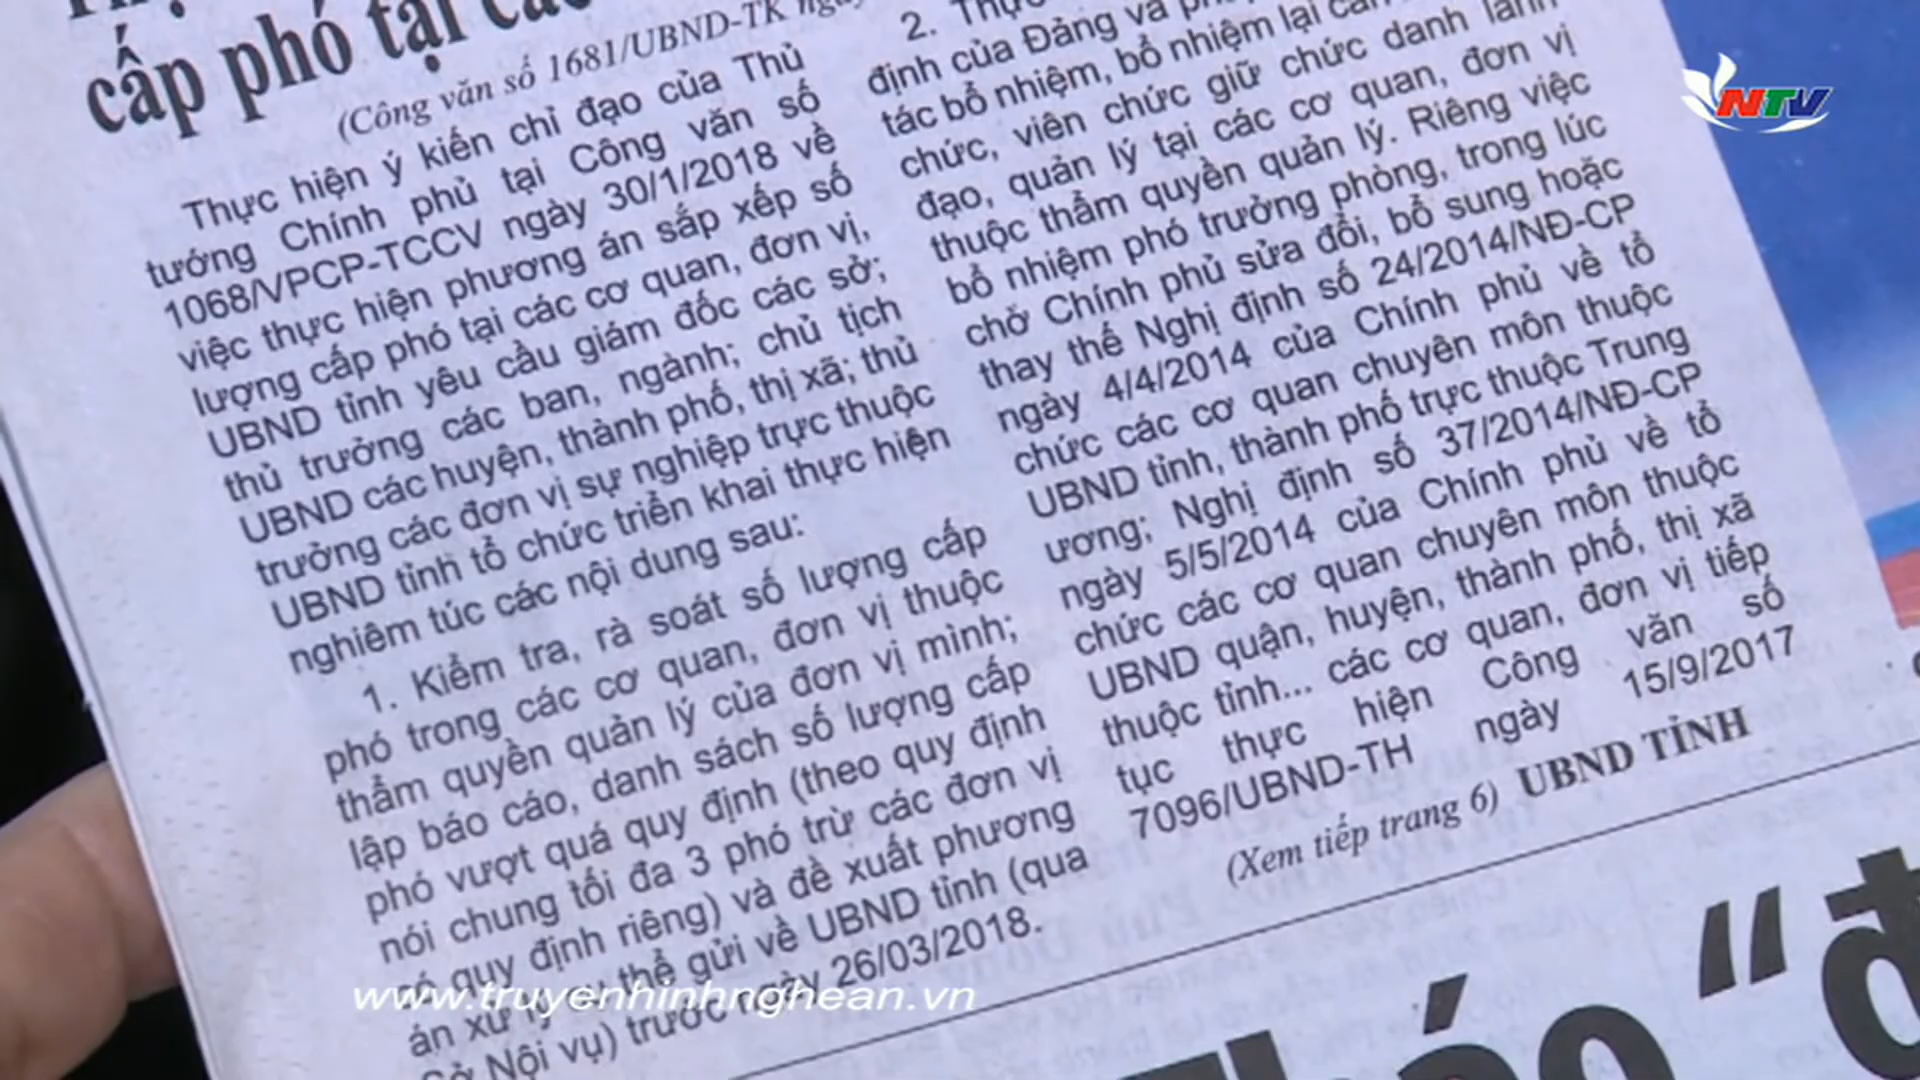 cấp phó tại các
(Công văn số 1681/UBND-TK ngày
Thực hiện ý kiến chỉ đạo của Thủ
tướng Chính phủ tại Công văn số
1068/VPCP-TCCV ngày 30/1/2018 về
việc thực hiện phương án sắp xếp số
lượng cấp phó tại các cơ quan, đơn vị,
UBND tỉnh yêu cầu giám đốc các sở;
thủ trưởng các ban, ngành; chủ tịch
UBND các huyện, thành phố, thị xã; thủ
trưởng các đơn vị sự nghiệp trực thuộc
UBND tỉnh tổ chức triển khai thực hiện
nghiêm túc các nội dung sau:
1. Kiểm tra, rà soát số lượng cấp
phó trong các cơ quan, đơn vị thuộc
thẩm quyền quản lý của đơn vị mình;
lập báo cáo, danh sách số lượng cấp
phó vượt quá quy định (theo quy định
nói chung tối đa 3 phó trừ các đơn vị
có quy định riêng) và đề xuất phương
án xử lý cụ thể gửi về UBND tỉnh (qua
Sở Nội vụ) trước ngày 26/03/2018.
2. Thực
định của Đảng và
tác bổ nhiệm, bổ nhiệm lại cán
chức, viên chức giữ chức danh lãnh
đạo, quản lý tại các cơ quan, đơn vị
thuộc thẩm quyền quản lý. Riêng việc
bổ nhiệm phó trưởng phòng, trong lúc
chờ Chính phủ sửa đổi, bổ sung hoặc
thay thế Nghị định số 24/2014/NĐ-CP
ngày 4/4/2014 của Chính phủ về tổ
chức các cơ quan chuyên môn thuộc
UBND tỉnh, thành phố trực thuộc Trung
ương; Nghị định số 37/2014/NĐ-CP
ngày 5/5/2014 của Chính phủ về tổ
chức các cơ quan chuyên môn thuộc
UBND quận, huyện, thành phố, thị xã
thuộc tỉnh... các cơ quan, đơn vị tiếp
tục thực hiện Công văn số
7096/UBND-TH ngày 15/9/2017
(Xem tiếp trang 6) UBND TỈNH
NTV
www.truyenhinhnghean.vn